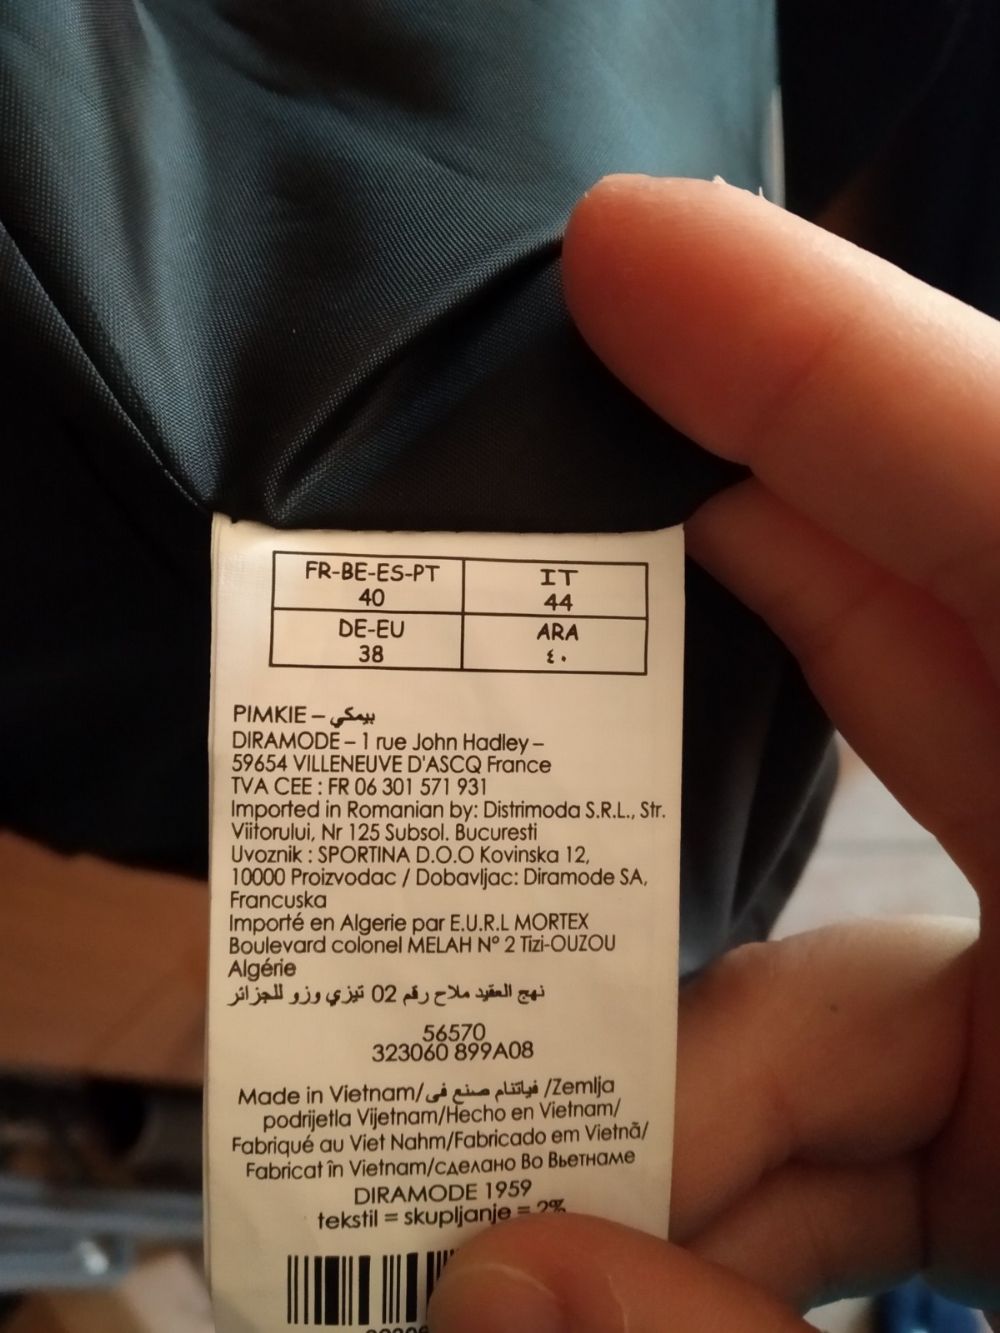 FR-BE-ES-PT
40
IT
44
DE-EU
38
ARA
٤٠
PIMKIE – بيمكي
DIRAMODE – 1 rue John Hadley –
59654 VILLENEUVE D'ASCQ France
TVA CEE : FR 06 301 571 931
Imported in Romanian by: Distrimoda S.R.L., Str.
Viitorului, Nr 125 Subsol. Bucuresti
Uvoznik : SPORTINA D.O.O Kovinska 12,
10000 Proizvodac / Dobavljac: Diramode SA,
Francuska
Importé en Algerie par E.U.R.L MORTEX
Boulevard colonel MELAH N° 2 Tizi-OUZOU
Algérie
نهج العقيد ملاح رقم 02 تيزي وزو للجزائر
56570
323060 899A08
Made in Vietnam/فياتنام صنع في /Zemlja
podrijetla Vijetnam/Hecho en Vietnam/
Fabriqué au Viet Nahm/Fabricado em Vietnã/
Fabricat în Vietnam/сделано Во Вьетнаме
DIRAMODE 1959
tekstil = skupljanje = 2%